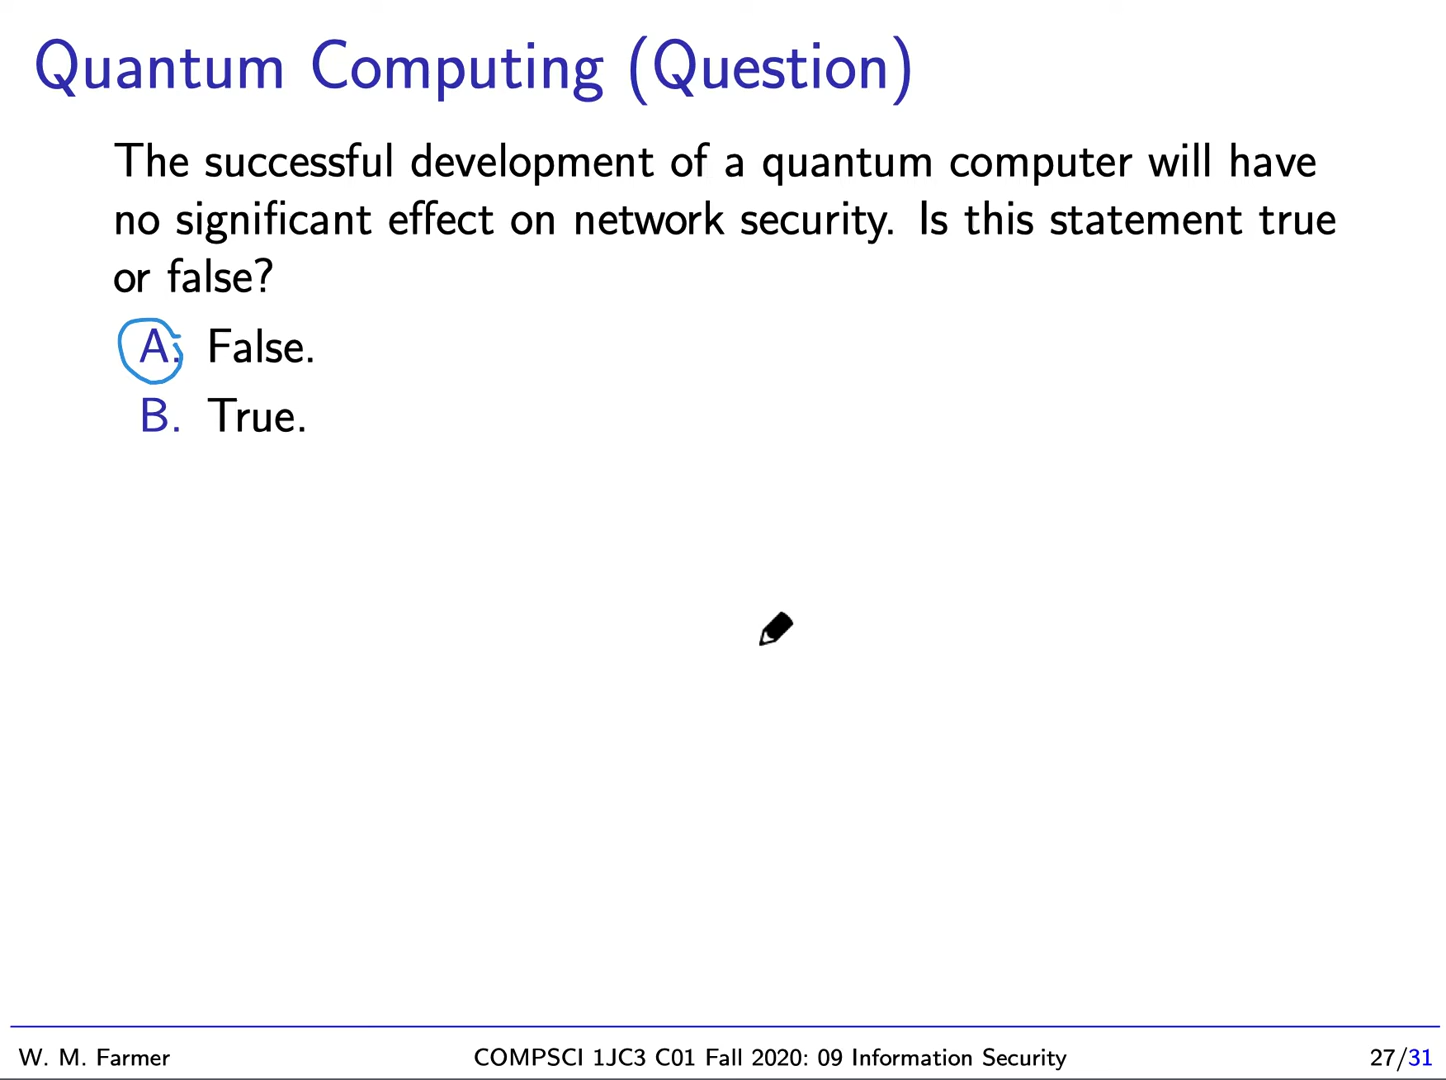 Quantum Computing (Question)
The successful development of a quantum computer will have
no significant effect on network security. Is this statement true
or false?
A. False.
B. True.
W. M. Farmer
COMPSCI 1JC3 C01 Fall 2020: 09 Information Security
27/31